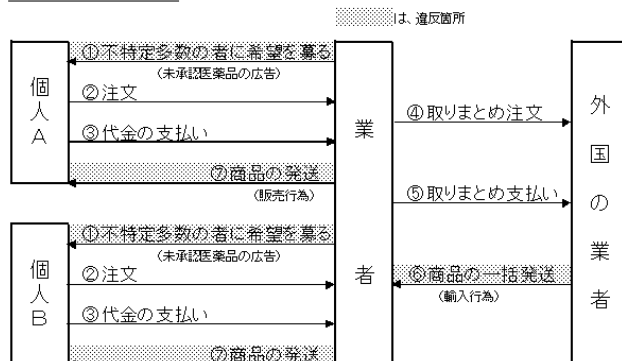 は、違反箇所
①不特定多数の者に希望を募る
(未承認医薬品の広告)
②注文
③代金の支払い
⑦商品の発送
(販売行為)
個人A
①不特定多数の者に希望を募る
(未承認医薬品の広告)
②注文
③代金の支払い
⑦商品の発送
個人B
業者
④取りまとめ注文
⑤取りまとめ支払い
⑥商品の一括発送
(輸入行為)
外国の業者